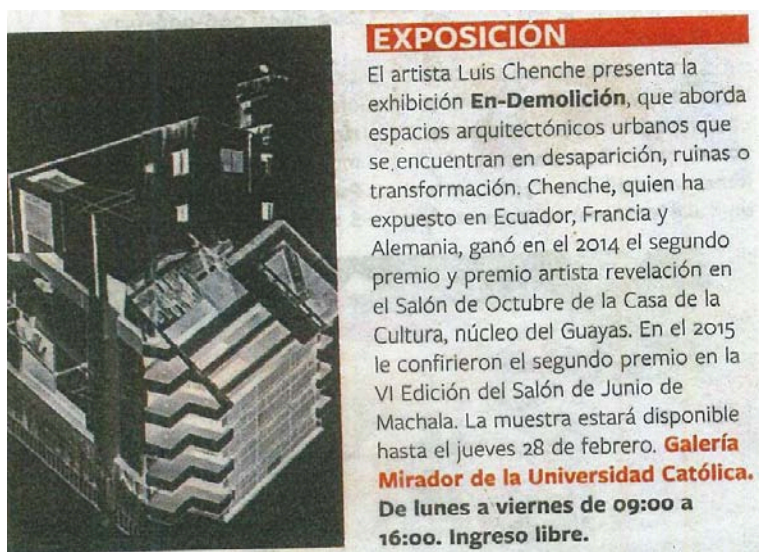 EXPOSICIÓN
El artista Luis Chenche presenta la
exhibición En-Demolición, que aborda
espacios arquitectónicos urbanos que
se encuentran en desaparición, ruinas o
transformación. Chenche, quien ha
expuesto en Ecuador, Francia y
Alemania, ganó en el 2014 el segundo
premio y premio artista revelación en
el Salón de Octubre de la Casa de la
Cultura, núcleo del Guayas. En el 2015
le confirieron el segundo premio en la
VI Edición del Salón de Junio de
Machala. La muestra estará disponible
hasta el jueves 28 de febrero. Galería
Mirador de la Universidad Católica.
De lunes a viernes de 09:00 a
16:00. Ingreso libre.